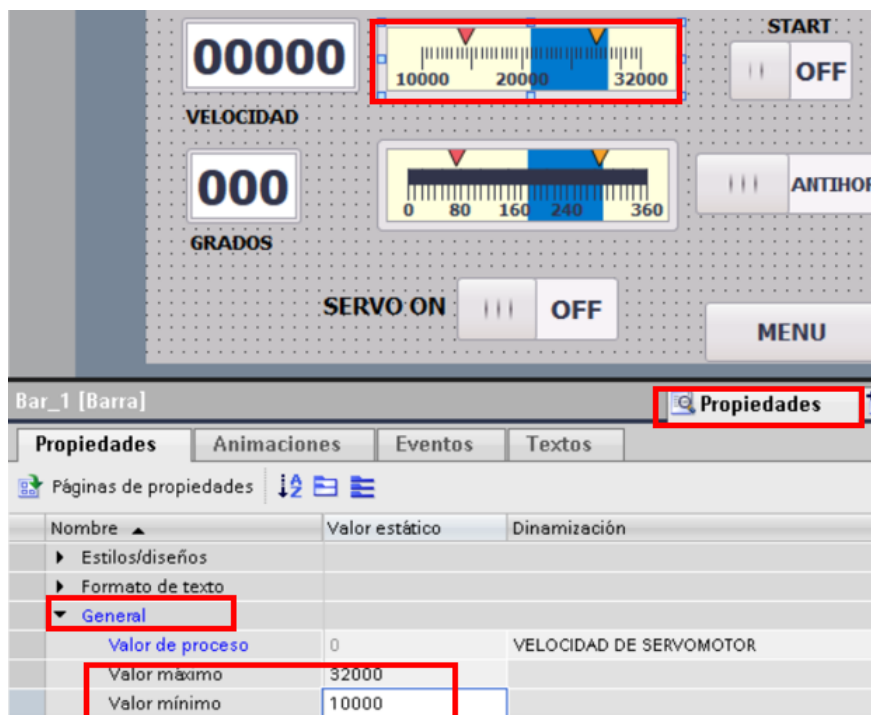 START
00000
10000 20000 32000
OFF
VELOCIDAD
000
0 80 160 240 360
ANTIHOR
GRADOS
SERVO ON
OFF
MENU
Bar_1 [Barra]
Propiedades
Propiedades Animaciones Eventos Textos
Páginas de propiedades
Nombre Valor estático Dinamización
Estilos/diseños
Formato de texto
General
Valor de proceso 0 VELOCIDAD DE SERVOMOTOR
Valor máximo 32000
Valor mínimo 10000